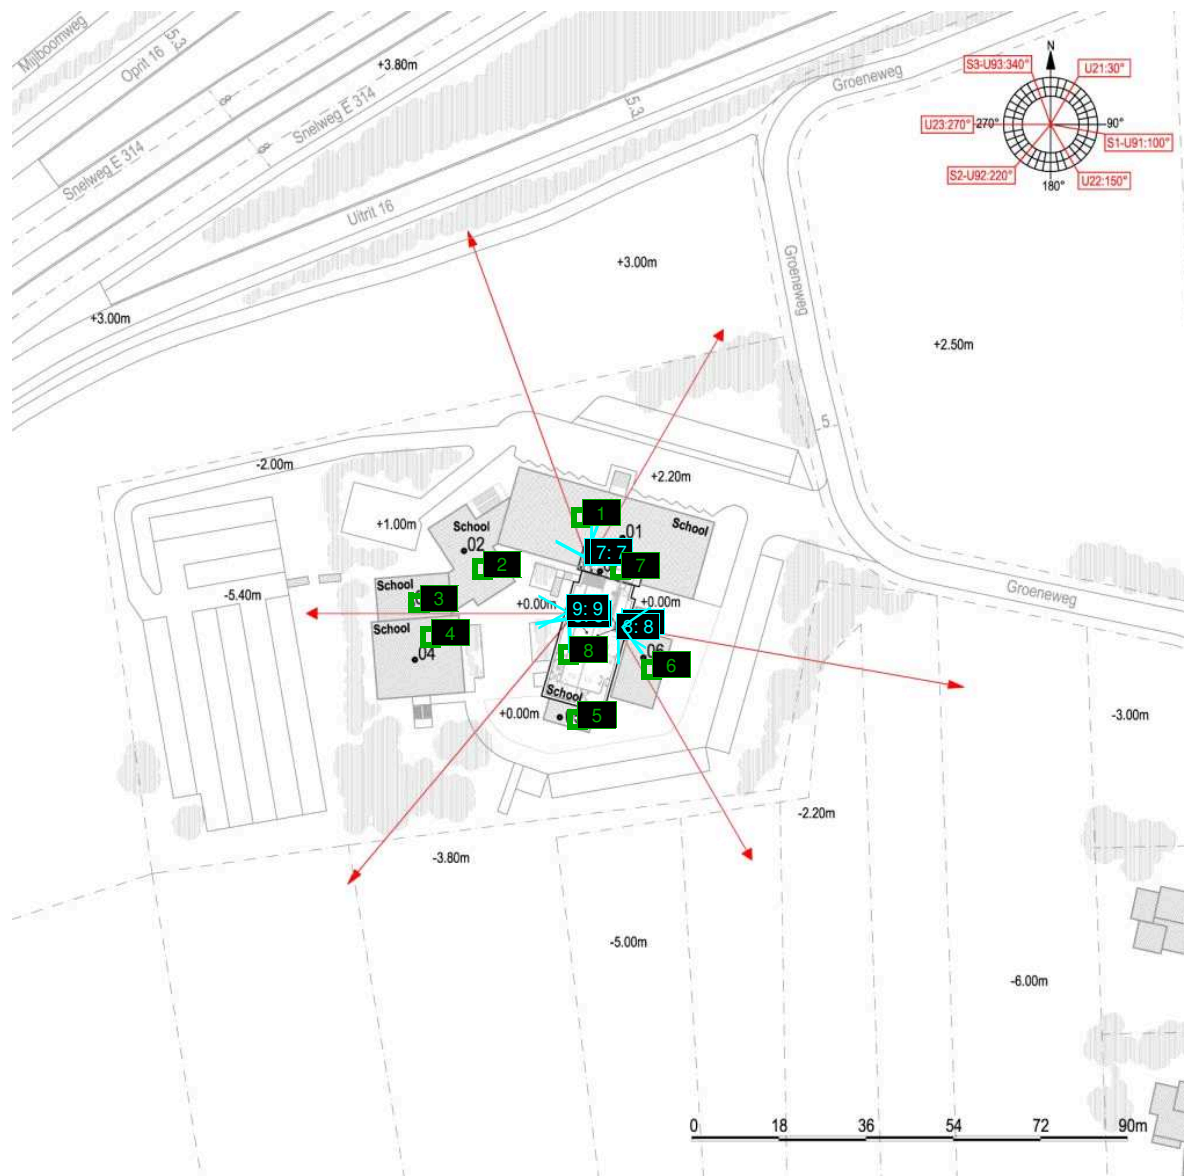 Mijlboomweg
5.3
Oprit 16
+3.80m
8
Snelweg E 314
8
Snelweg E 314
5.3
Groeneweg
N
S3-U93:340°
U21:30°
U23:270°
270°
90°
S1-U91:100°
S2-U92:220°
180°
U22:150°
Uitrit 16
+3.00m
Groeneweg
+3.00m
+2.50m
5
-2.00m
+2.20m
+1.00m
School
02
1
01
School
7: 7
2
7
School
3
-5.40m
+0.00m
9: 9
+0.00m
8: 8
Groeneweg
School
4
04
8
06
6
School
+0.00m
5
-3.00m
-2.20m
-3.80m
-5.00m
-6.00m
0 18 36 54 72 90m